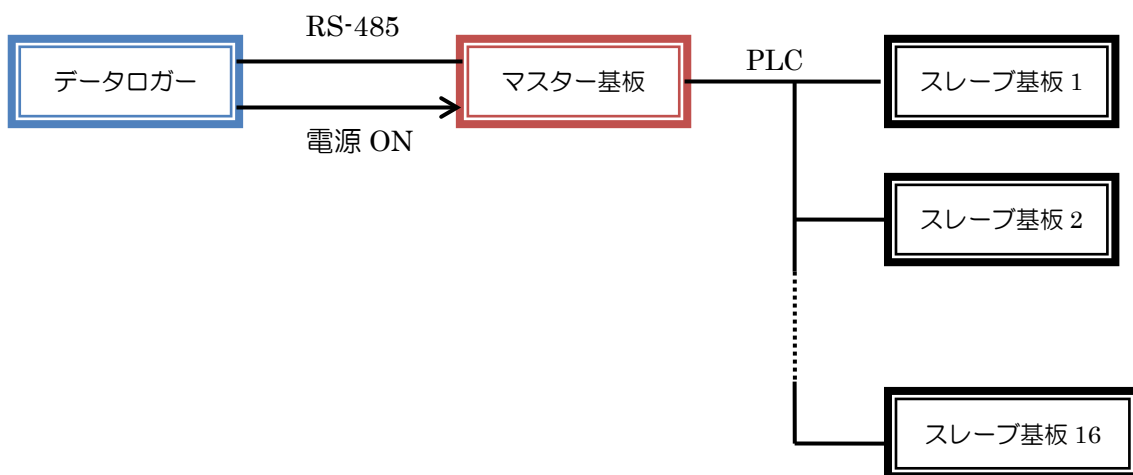 RS-485
データロガー
マスター基板
PLC
スレーブ基板 1
電源 ON
スレーブ基板 2
スレーブ基板 16